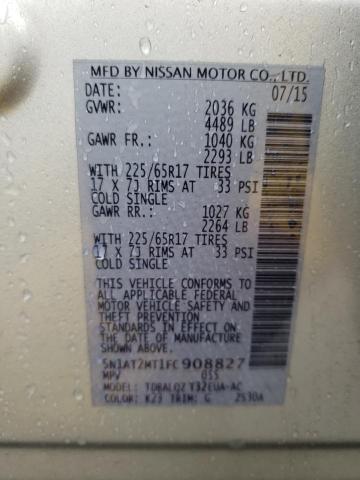 MFD BY NISSAN MOTOR CO., LTD.
DATE: 07/15
GVWR: 2036 KG
4489 LB
GAWR FR.: 1040 KG
2293 LB
WITH 225/65R17 TIRES
17 X 7J RIMS AT 33 PSI
COLD SINGLE
GAWR RR.: 1027 KG
2264 LB
WITH 225/65R17 TIRES
17 X 7J RIMS AT 33 PSI
COLD SINGLE
THIS VEHICLE CONFORMS TO
ALL APPLICABLE FEDERAL
MOTOR VEHICLE SAFETY
THEFT PREVENTION
STANDARDS IN EFFECT ON
THE DATE OF MANUFACTURE
SHOWN ABOVE.
5N1AT2MT1FC908827
MPV 055
MODEL: T32EUA-AC
COLOR: K23 TRIM: G 2530A